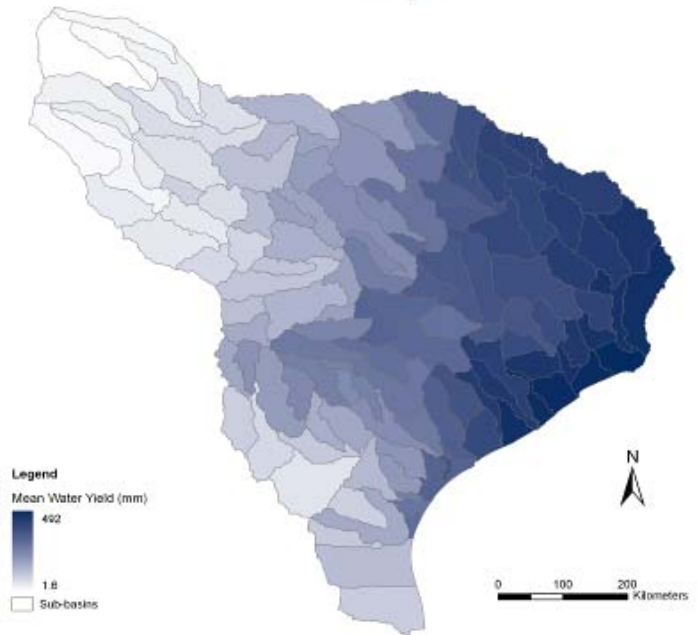 N
Legend
Mean Water Yield (mm)
492
1.6
Sub-basins
0 100 200
Kilometers